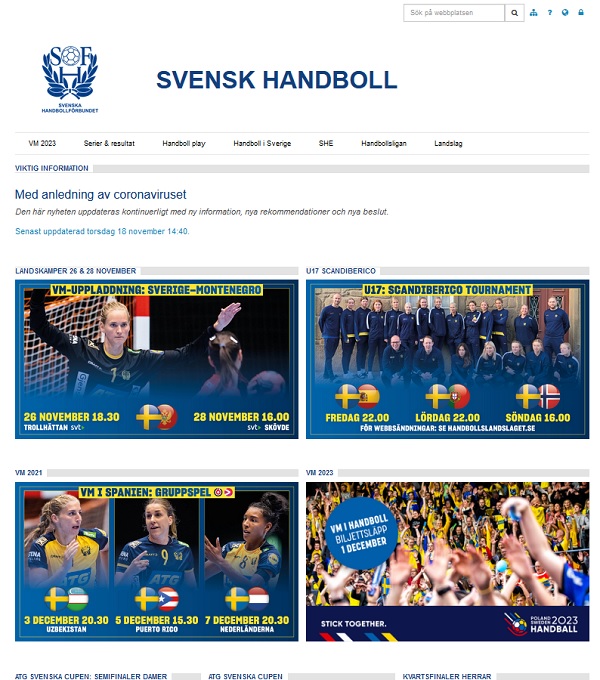 Sök på webbplatsen
?
SHF
SVENSKA
HANDBOLLFÖRBUNDET
SVENSK HANDBOLL
VM 2023
Serier & resultat
Handboll play
Handboll i Sverige
SHE
Handbollsligan
Landslag
VIKTIG INFORMATION
Med anledning av coronaviruset
Den här nyheten uppdateras kontinuerligt med ny information, nya rekommendationer och nya beslut.
Senast uppdaterad torsdag 18 november 14:40.
LANDSKAMPER 26 & 28 NOVEMBER
VM-UPPLADDNING: SVERIGE-MONTENEGRO
26 NOVEMBER 18.30
TROLLHÄTTAN svt
28 NOVEMBER 16.00
svt SKÖVDE
U17 SCANDIBERICO
U17: SCANDIBERICO TOURNAMENT
FREDAG 22.00
LÖRDAG 22.00
SÖNDAG 16.00
FÖR WEBBSÄNDNINGAR: SE HANDBOLLSLANDSLAGET.SE
VM 2021
VM I SPANIEN: GRUPPSPEL
ATG
9
3 DECEMBER 20.30
UZBEKISTAN
5 DECEMBER 15.30
PUERTO RICO
7 DECEMBER 20.30
NEDERLÄNDERNA
VM 2023
VM I HANDBOLL
BILJETTSLÄPP
1 DECEMBER
STICK TOGETHER.
POLAND
SWEDEN 2023
HANDBALL
ATG SVENSKA CUPEN: SEMIFINALER DAMER
ATG SVENSKA CUPEN
KVARTSFINALER HERRAR